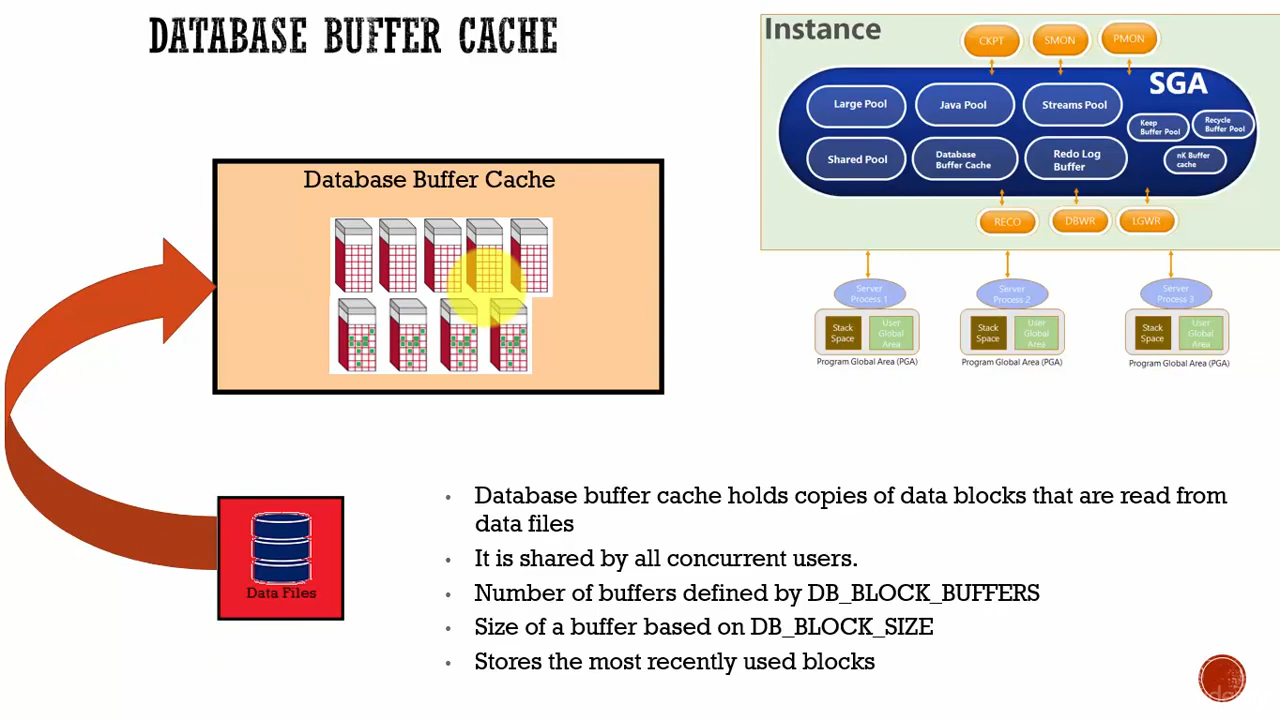 DATABASE BUFFER CACHE
Instance
CKPT
SMON
PMON
SGA
Large Pool
Java Pool
Streams Pool
Keep
Buffer Pool
Recycle
Buffer Pool
Shared Pool
Database
Buffer Cache
Redo Log
Buffer
nK Buffer
cache
RECO
DBWR
LGWR
Server
Process 1
Server
Process 2
Server
Process 3
Stack
Space
User
Global
Area
Stack
Space
User
Global
Area
Stack
Space
User
Global
Area
Program Global Area (PGA)
Program Global Area (PGA)
Program Global Area (PGA)
Database Buffer Cache
Data Files
• Database buffer cache holds copies of data blocks that are read from
data files
• It is shared by all concurrent users.
• Number of buffers defined by DB_BLOCK_BUFFERS
• Size of a buffer based on DB_BLOCK_SIZE
• Stores the most recently used blocks